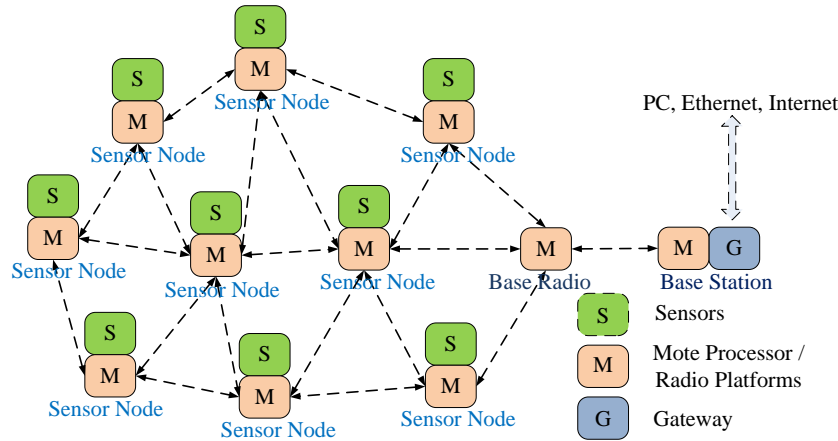 S
M
Sensor Node
S
M
Sensor Node
S
M
Sensor Node
PC, Ethernet, Internet
S
M
Sensor Node
S
M
Sensor Node
S
M
Sensor Node
M
Base Radio
M G
Base Station
S
M
Sensor Node
S
M
Sensor Node
S
M
Sensor Node
S Sensors
M Mote Processor /
Radio Platforms
G Gateway